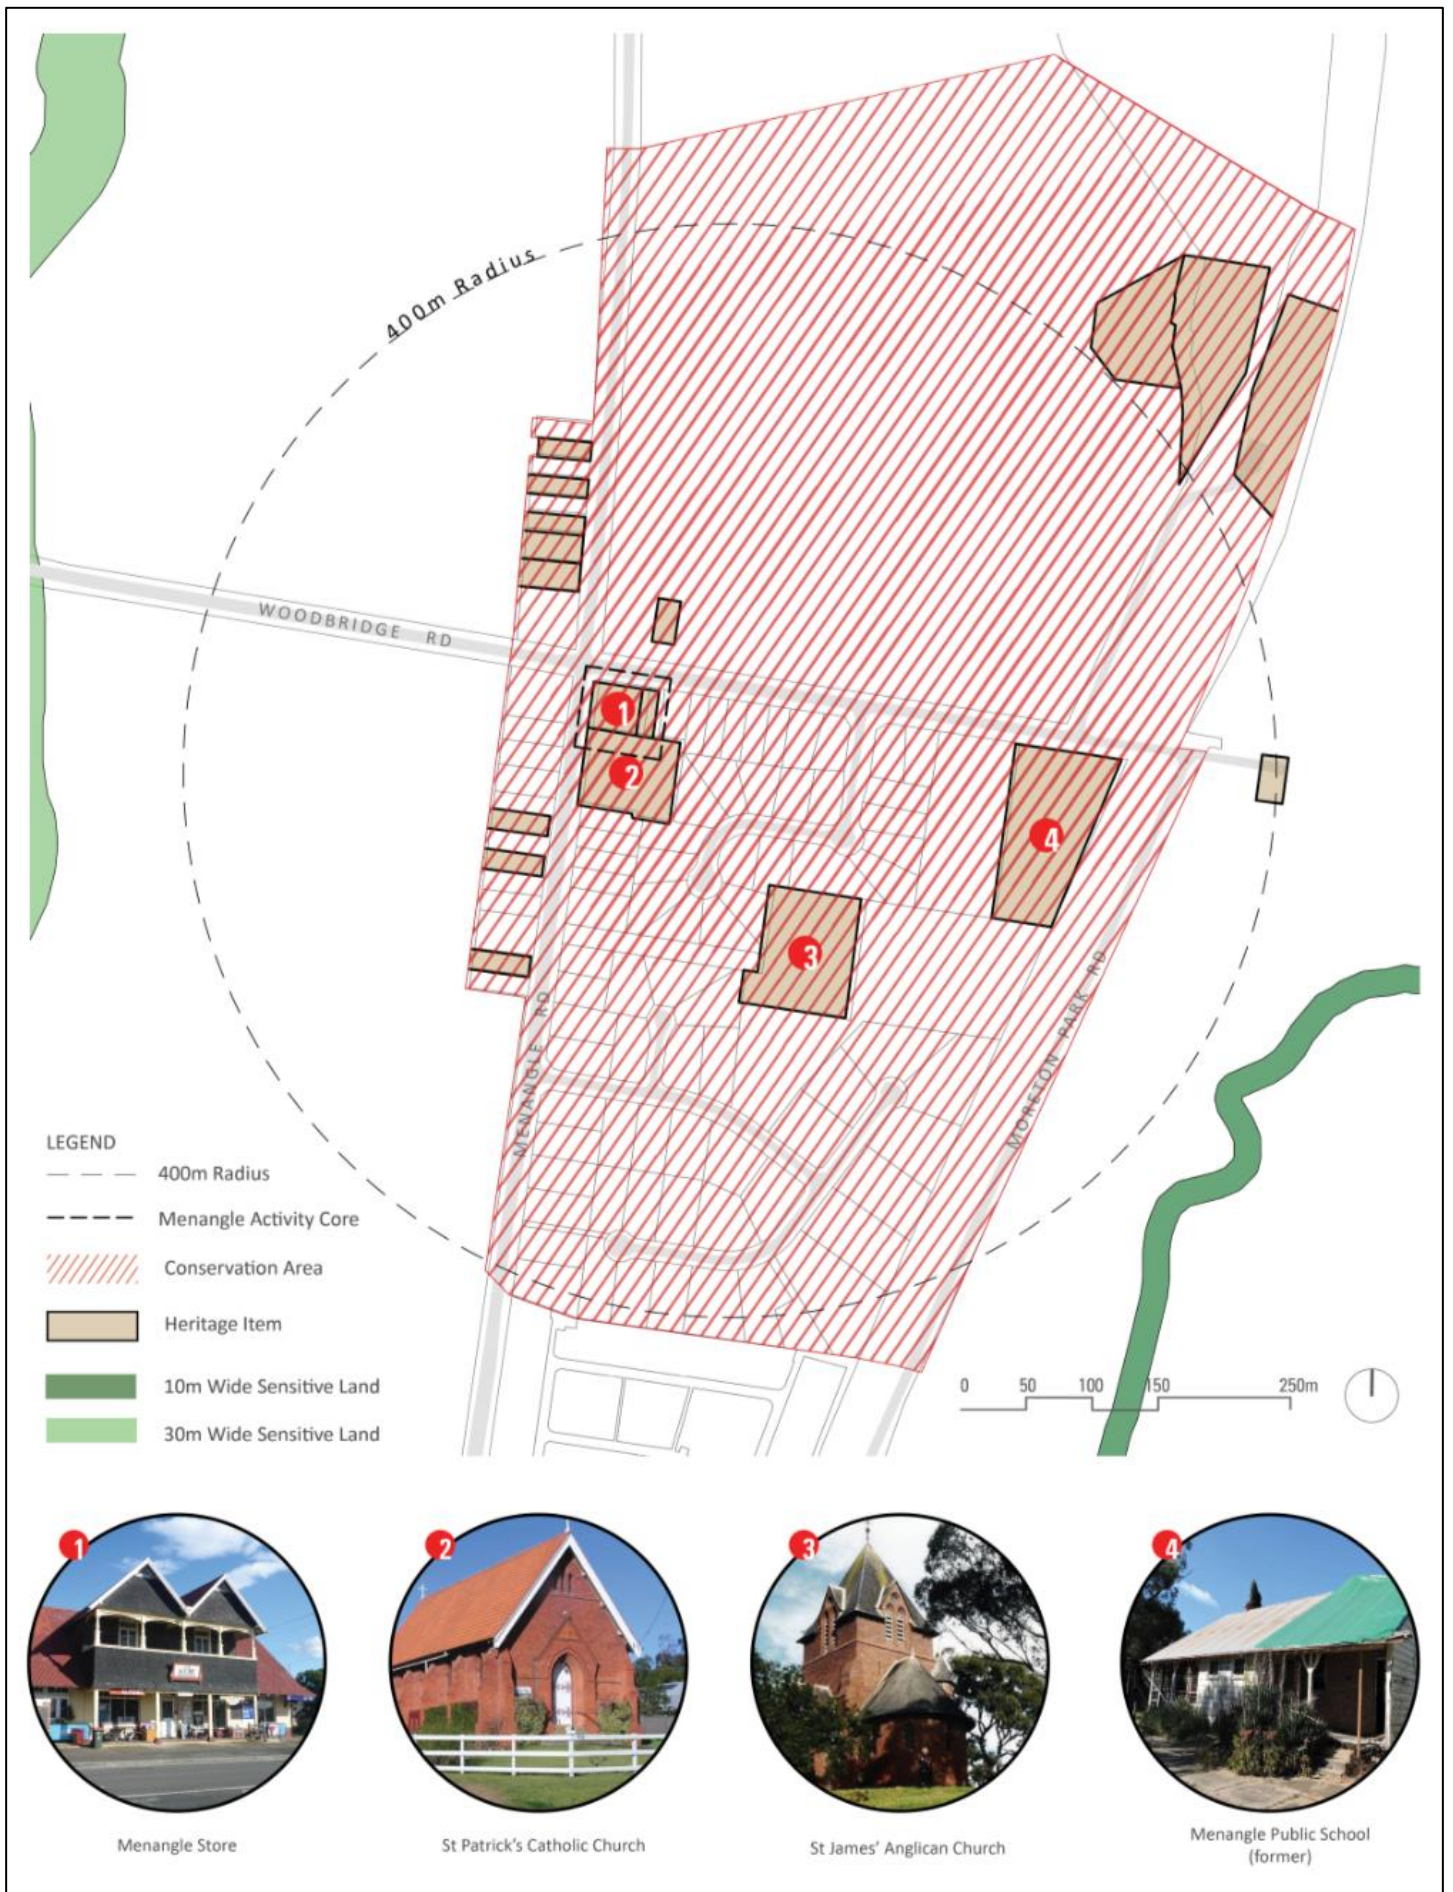 400m Radius
WOODBRIDGE RD
1
2
3
4
MENANGLE RD
MORETON PARK RD
LEGEND
400m Radius
Menangle Activity Core
Conservation Area
Heritage Item
10m Wide Sensitive Land
30m Wide Sensitive Land
0 50 100 150 250m
1
2
3
4
Menangle Store
St Patrick's Catholic Church
St James' Anglican Church
Menangle Public School
(former)